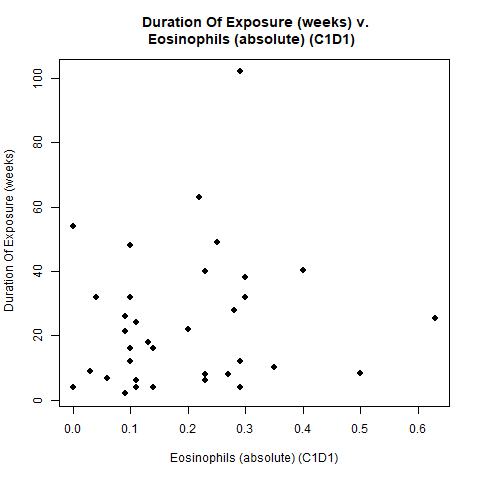 Duration Of Exposure (weeks) v.
Eosinophils (absolute) (C1D1)
Duration Of Exposure (weeks)
100
80
60
40
20
0
0.0 0.1 0.2 0.3 0.4 0.5 0.6
Eosinophils (absolute) (C1D1)